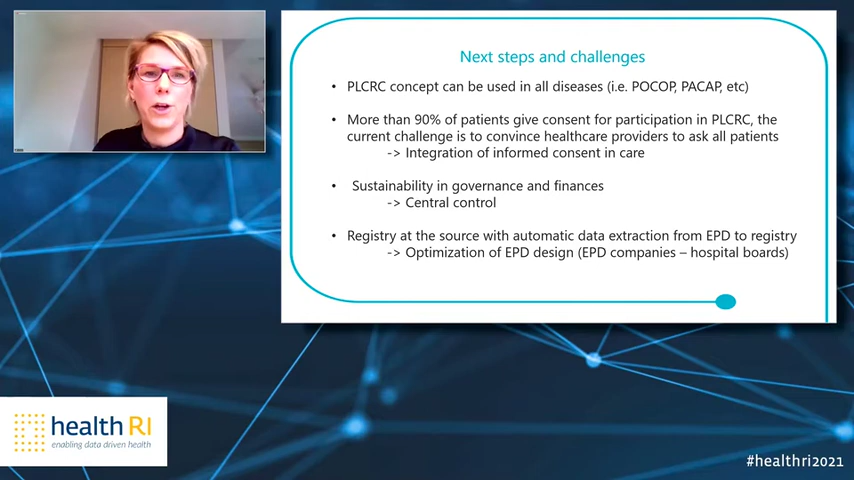 Next steps and challenges
• PLCRC concept can be used in all diseases (i.e. POCOP, PACAP, etc)
• More than 90% of patients give consent for participation in PLCRC, the
current challenge is to convince healthcare providers to ask all patients
-> Integration of informed consent in care
• Sustainability in governance and finances
-> Central control
• Registry at the source with automatic data extraction from EPD to registry
-> Optimization of EPD design (EPD companies – hospital boards)
health RI
enabling data driven health
#healthri2021